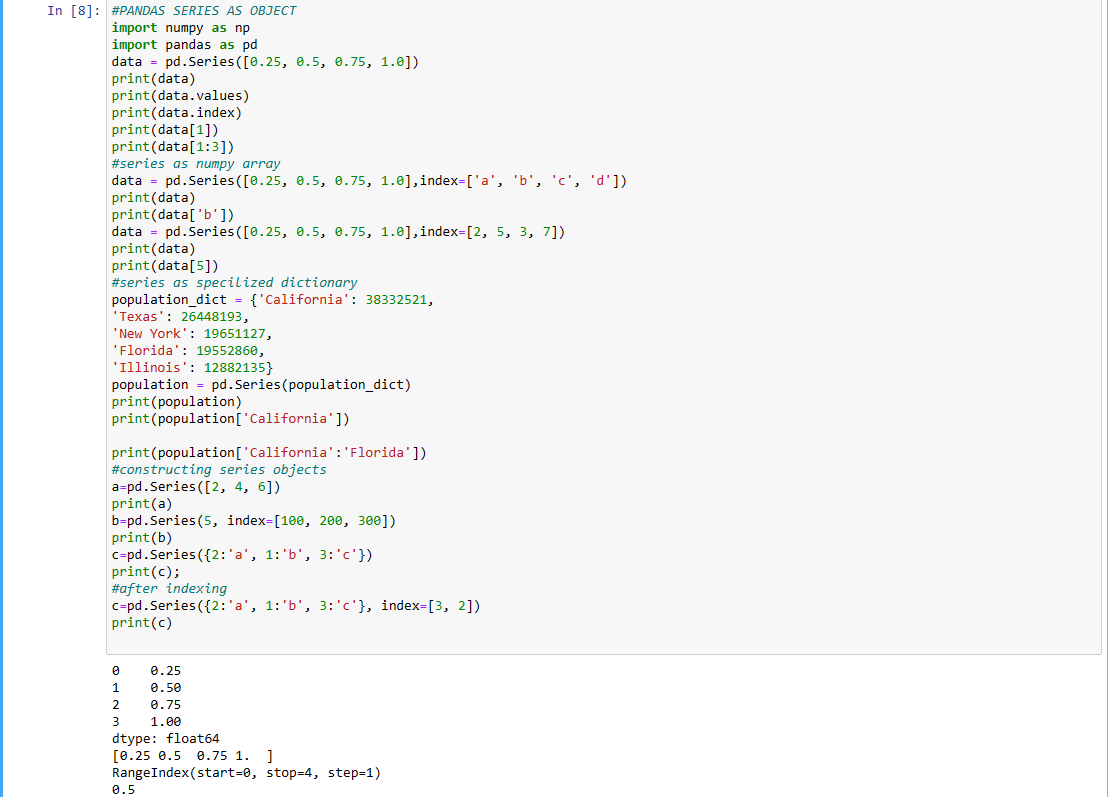 In [8]: #PANDAS SERIES AS OBJECT
import numpy as np
import pandas as pd
data = pd.Series([0.25, 0.5, 0.75, 1.0])
print(data)
print(data.values)
print(data.index)
print(data[1])
print(data[1:3])
#series as numpy array
data = pd.Series([0.25, 0.5, 0.75, 1.0],index=['a', 'b', 'c', 'd'])
print(data)
print(data['b'])
data = pd.Series([0.25, 0.5, 0.75, 1.0],index=[2, 5, 3, 7])
print(data)
print(data[5])
#series as specilized dictionary
population_dict = {'California': 38332521,
'Texas': 26448193,
'New York': 19651127,
'Florida': 19552860,
'Illinois': 12882135}
population = pd.Series(population_dict)
print(population)
print(population['California'])
print(population['California':'Florida'])
#constructing series objects
a=pd.Series([2, 4, 6])
print(a)
b=pd.Series(5, index=[100, 200, 300])
print(b)
c=pd.Series({2:'a', 1:'b', 3:'c'})
print(c);
#after indexing
c=pd.Series({2:'a', 1:'b', 3:'c'}, index=[3, 2])
print(c)
0    0.25
1    0.50
2    0.75
3    1.00
dtype: float64
[0.25 0.5  0.75 1.  ]
RangeIndex(start=0, stop=4, step=1)
0.5